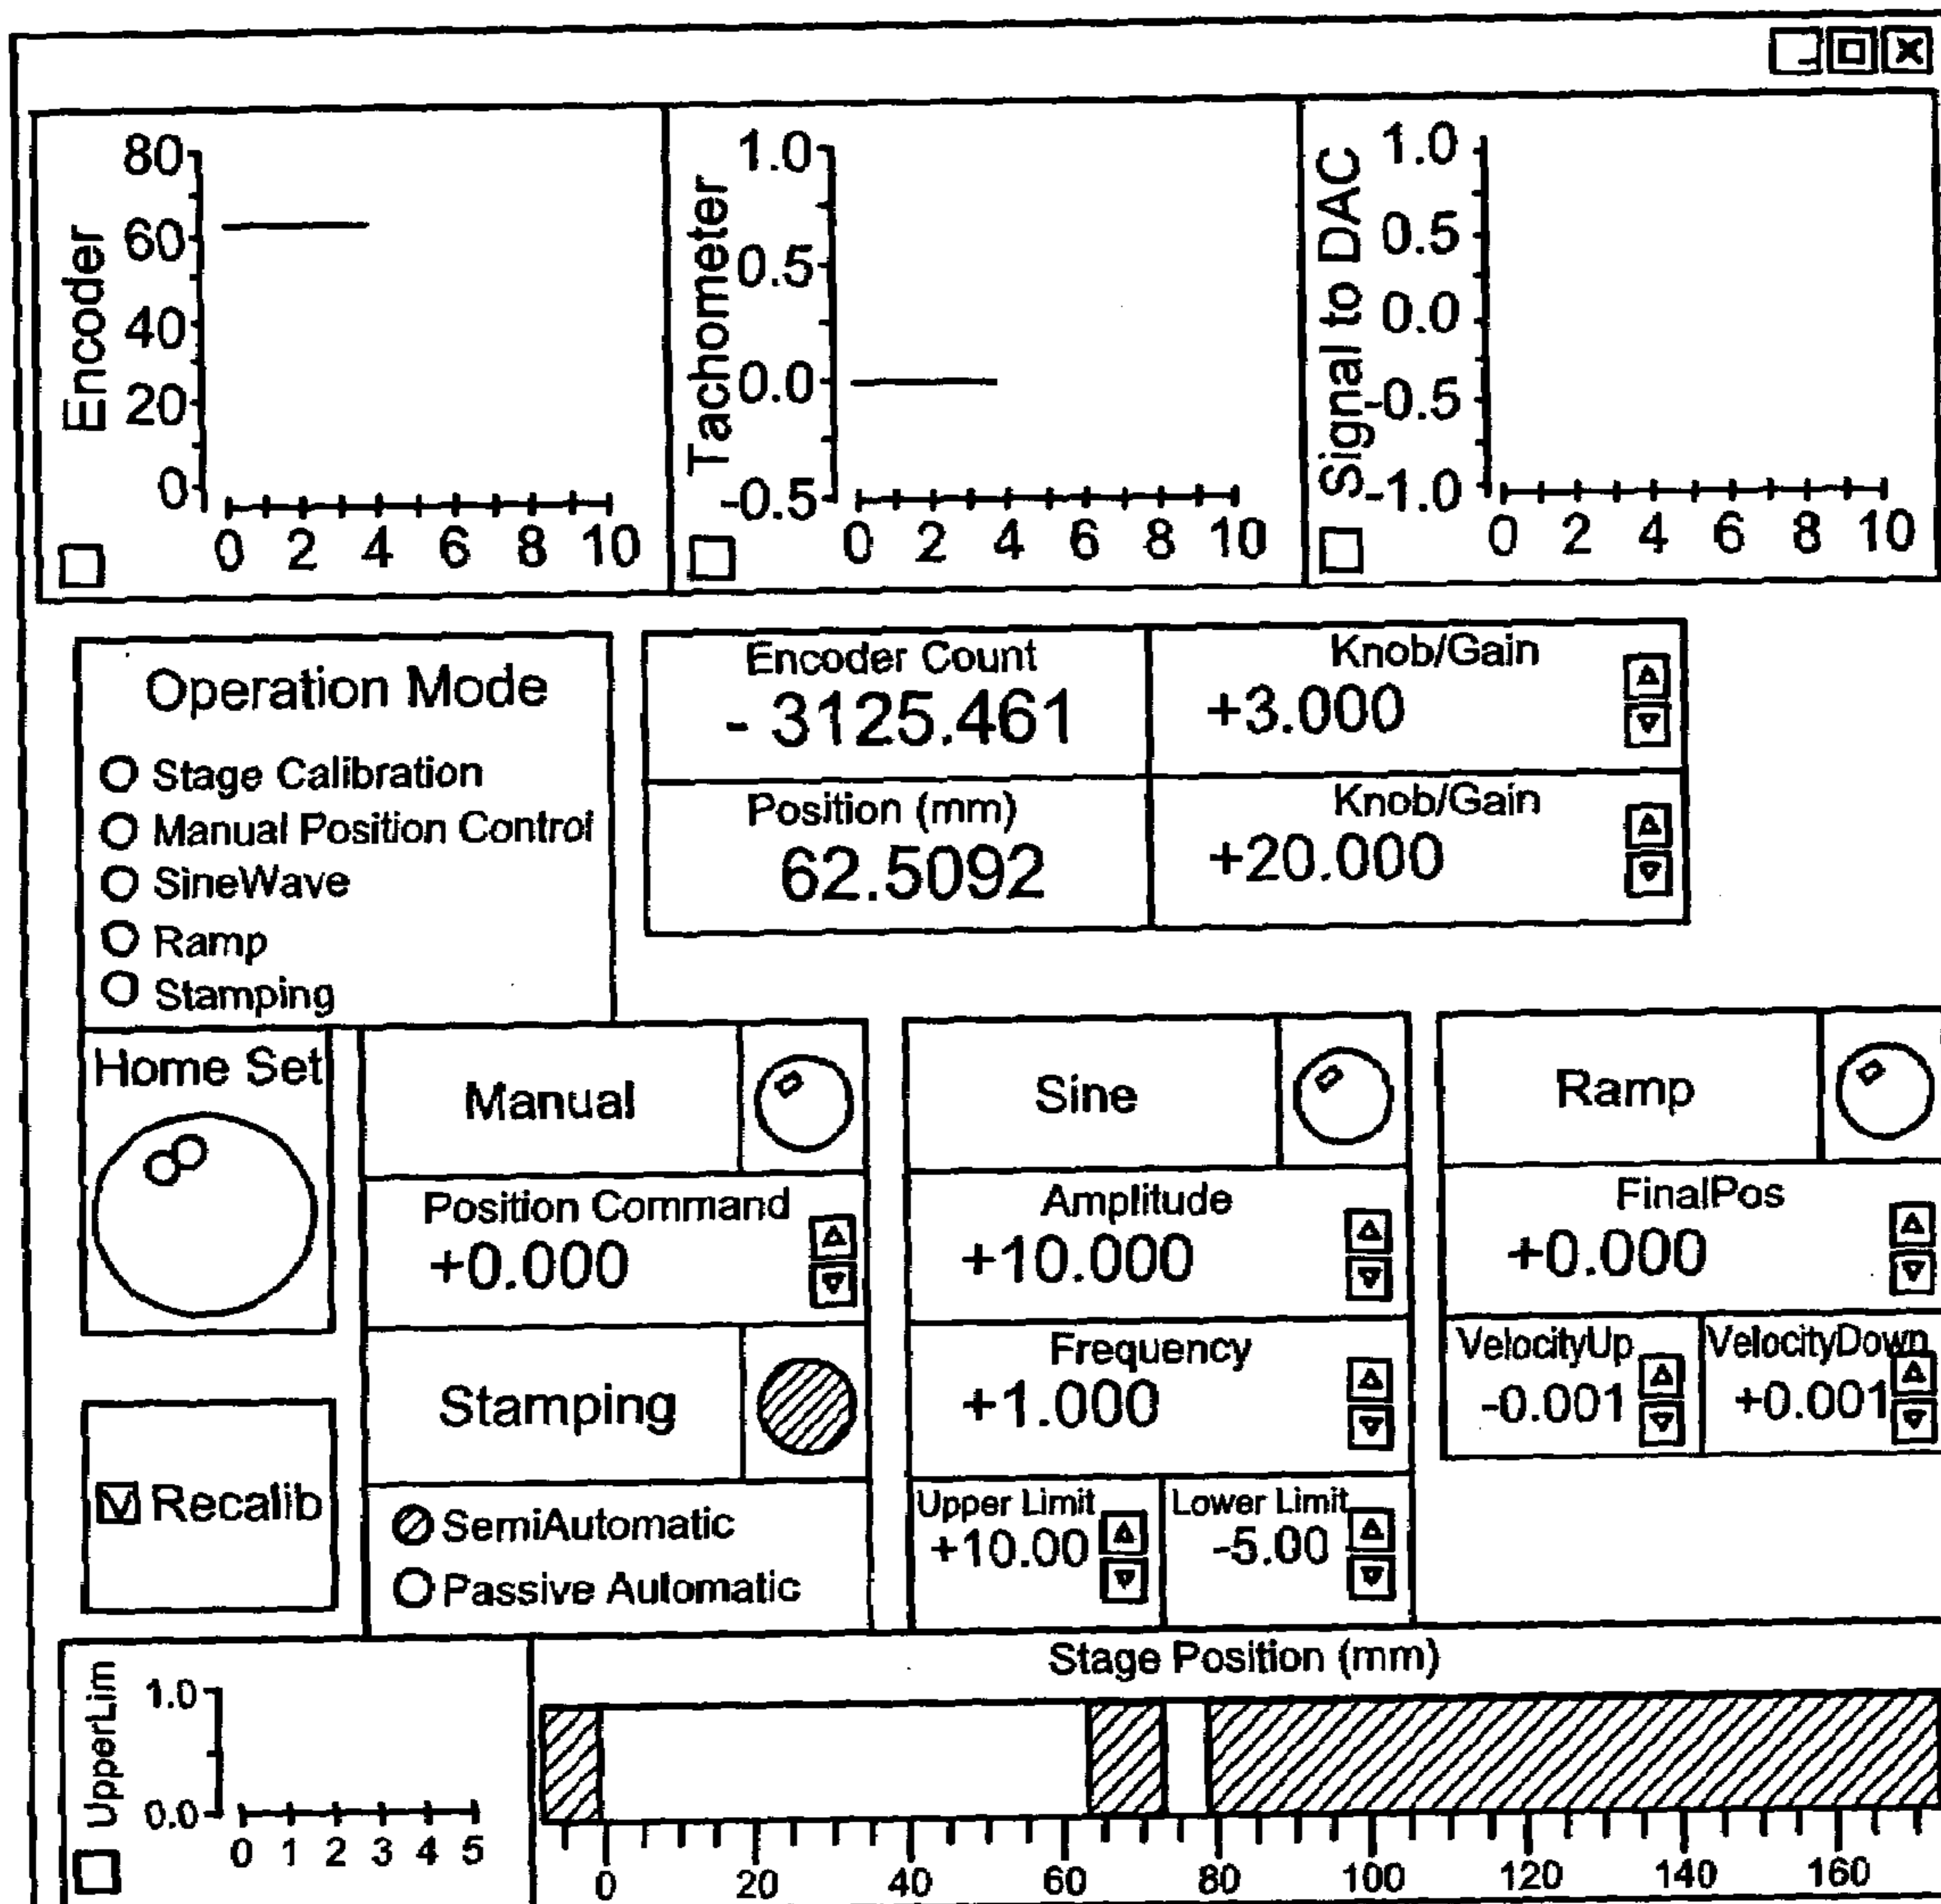 Encoder
80
60
40
20
0
0 2 4 6 8 10
Tachometer
1.0
0.5
0.0
-0.5
0 2 4 6 8 10
Signal to DAC
1.0
0.5
0.0
-0.5
-1.0
0 2 4 6 8 10
Operation Mode
Stage Calibration
Manual Position Control
SineWave
Ramp
Stamping
Encoder Count
- 3125.461
Knob/Gain
+3.000
Position (mm)
62.5092
Knob/Gain
+20.000
Home Set
Recalib
Manual
Position Command
+0.000
Stamping
SemiAutomatic
Passive Automatic
Sine
Amplitude
+10.000
Frequency
+1.000
Upper Limit
+10.00
Lower Limit
-5.00
Ramp
FinalPos
+0.000
VelocityUp
-0.001
VelocityDown
+0.001
UpperLim
1.0
0.0
0 1 2 3 4 5
Stage Position (mm)
0 20 40 60 80 100 120 140 160